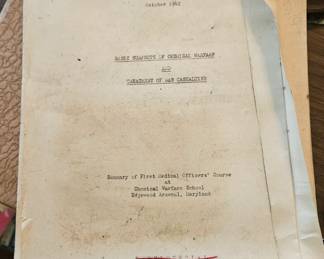 October 1942
BASIC ELEMENTS OF CHEMICAL WARFARE
AND
TREATMENT OF GAS CASUALTIES
Summary of First Medical Officers' Course
at
Chemical Warfare School
Edgewood Arsenal, Maryland